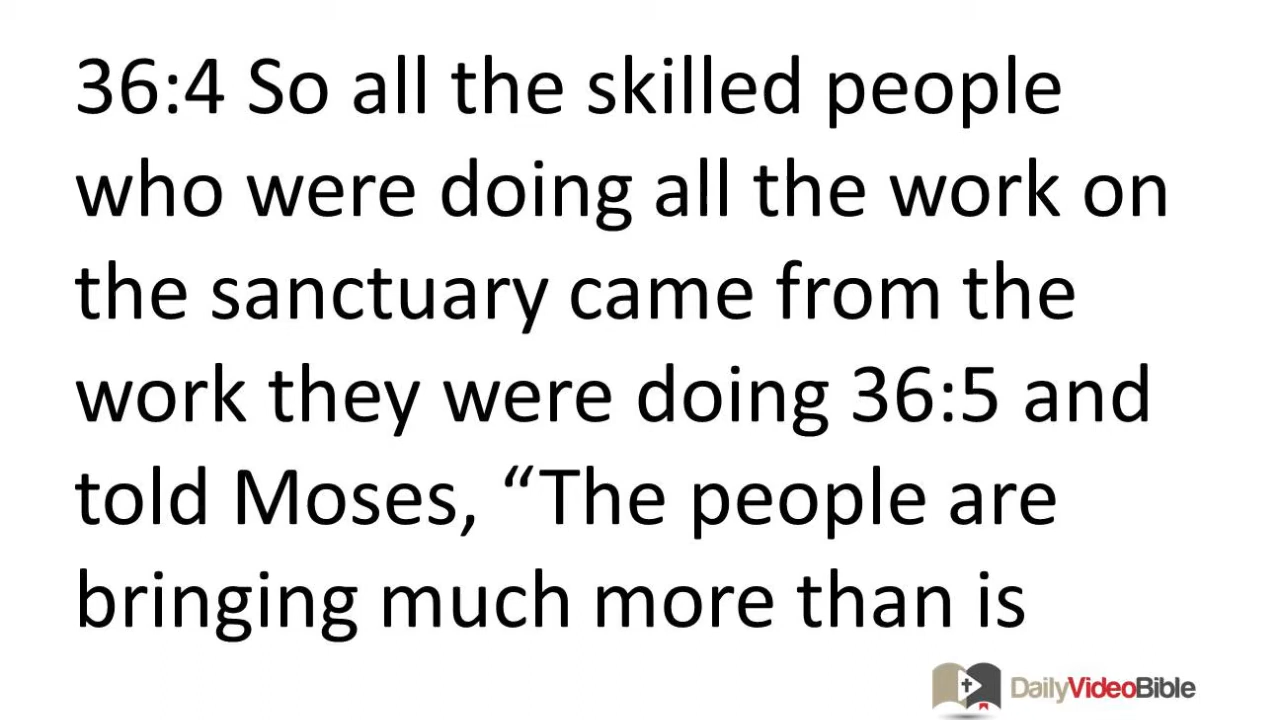 36:4 So all the skilled people
who were doing all the work on
the sanctuary came from the
work they were doing 36:5 and
told Moses, “The people are
bringing much more than is
DailyVideoBible